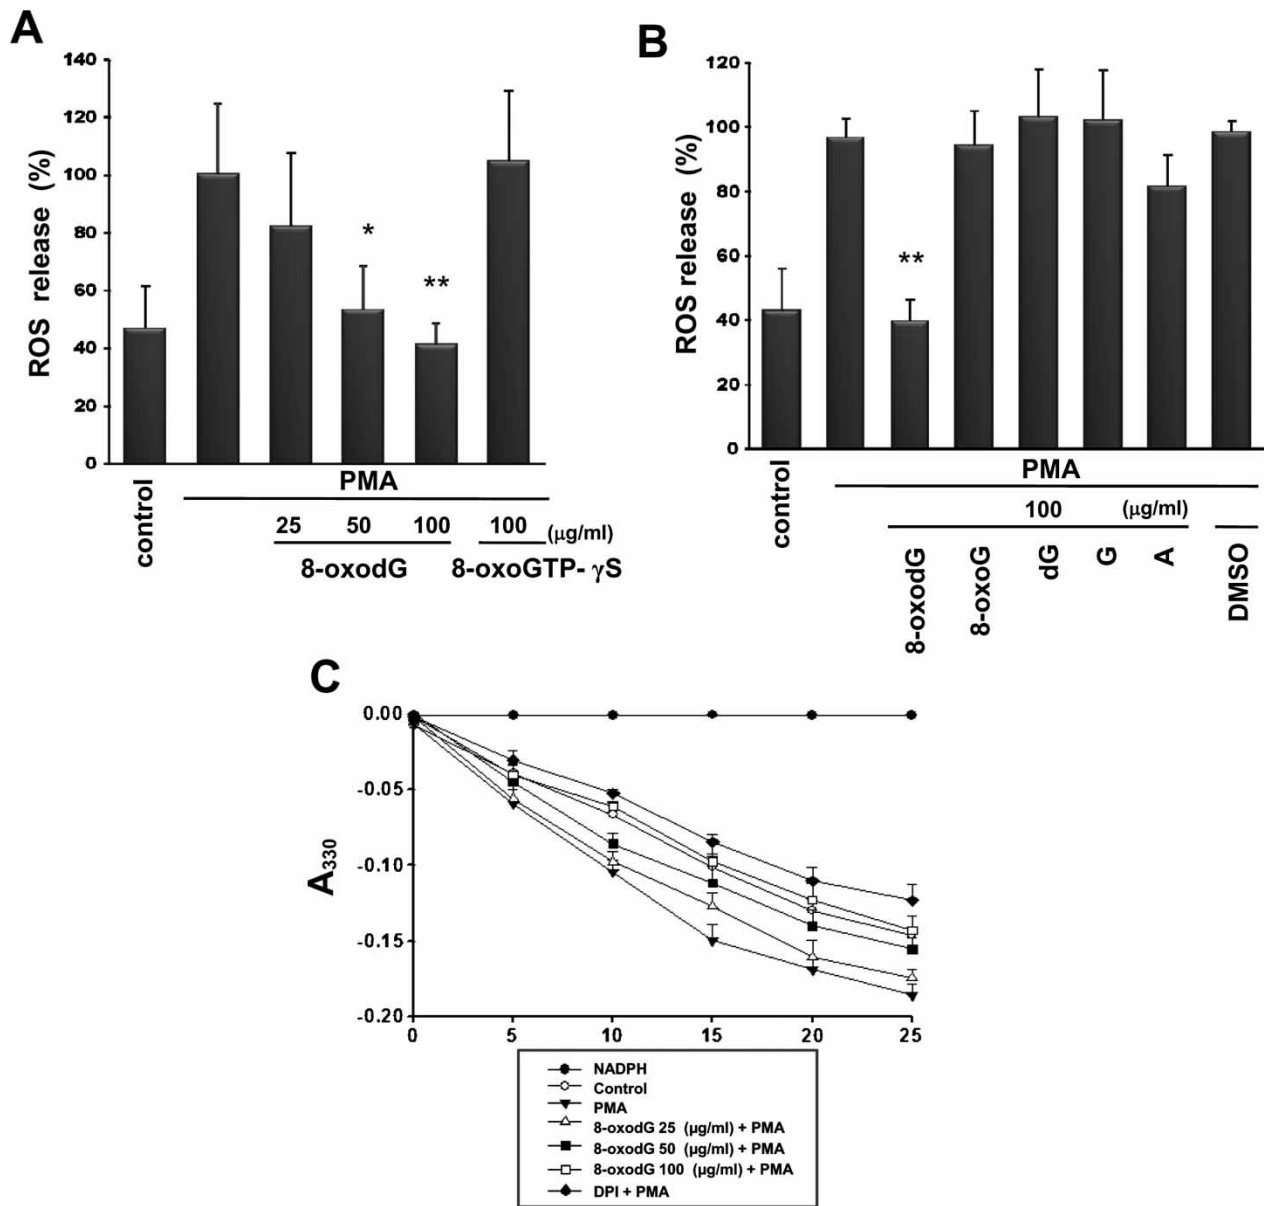 A
140
120
100
80
60
40
20
0
ROS release (%)
*
**
control
PMA
25 50 100 100 (μg/ml)
8-oxodG 8-oxoGTP- γS
B
120
100
80
60
40
20
0
ROS release (%)
**
control
PMA
100 (μg/ml)
8-oxodG
8-oxoG
dG
G
A
DMSO
C
0.00
-0.05
-0.10
-0.15
-0.20
A330
0 5 10 15 20 25
NADPH
Control
PMA
8-oxodG 25 (μg/ml) + PMA
8-oxodG 50 (μg/ml) + PMA
8-oxodG 100 (μg/ml) + PMA
DPI + PMA